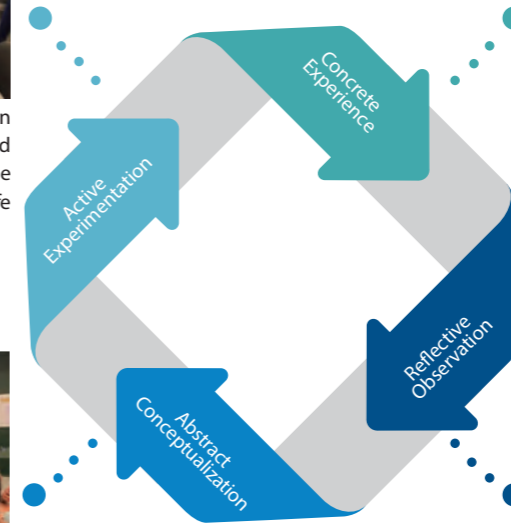 Concrete
Experience
Active
Experimentation
Reflective
Observation
Abstract
Conceptualization